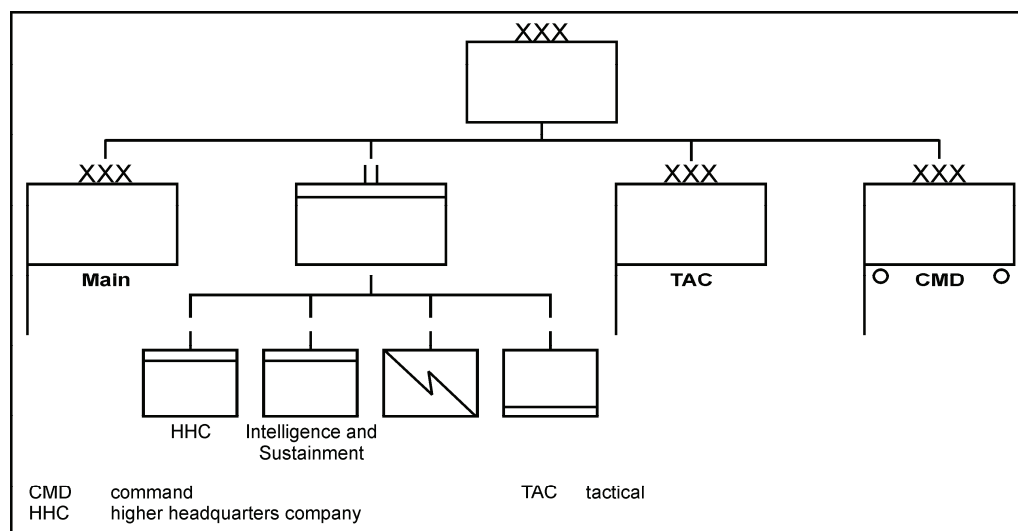 XXX
XXX
XXX
XXX
Main
TAC
CMD
HHC
Intelligence and
Sustainment
CMD command
TAC tactical
HHC higher headquarters company